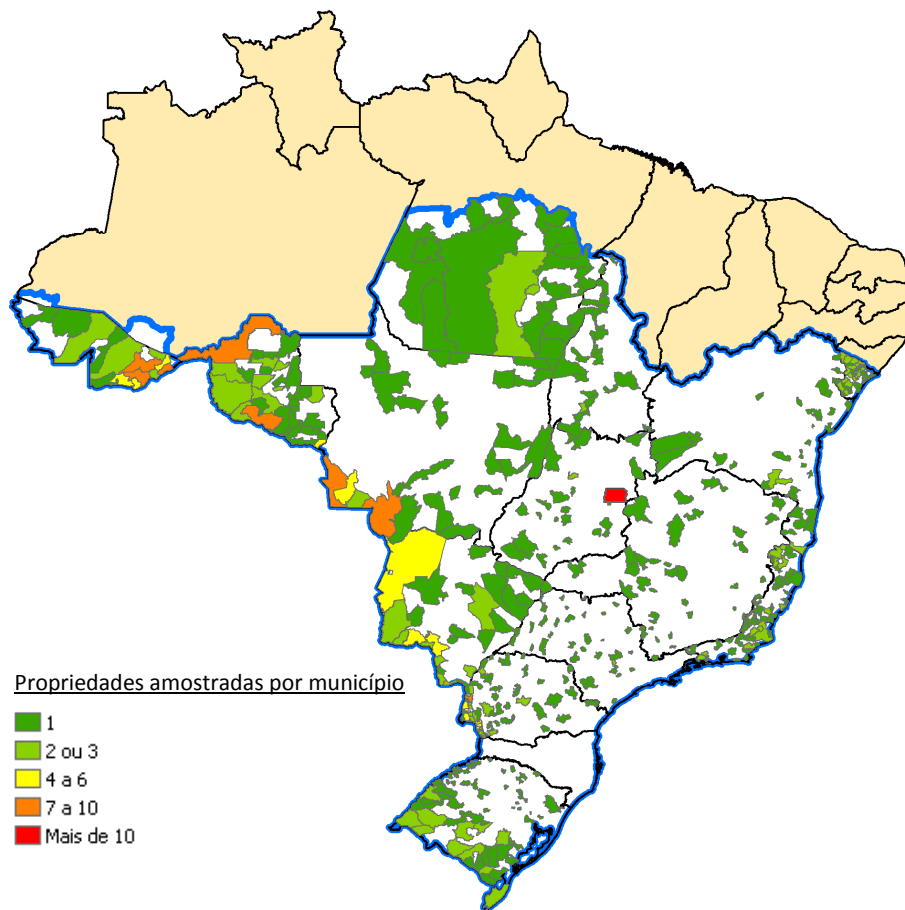 Propriedades amostradas por município
1
2 ou 3
4 a 6
7 a 10
Mais de 10